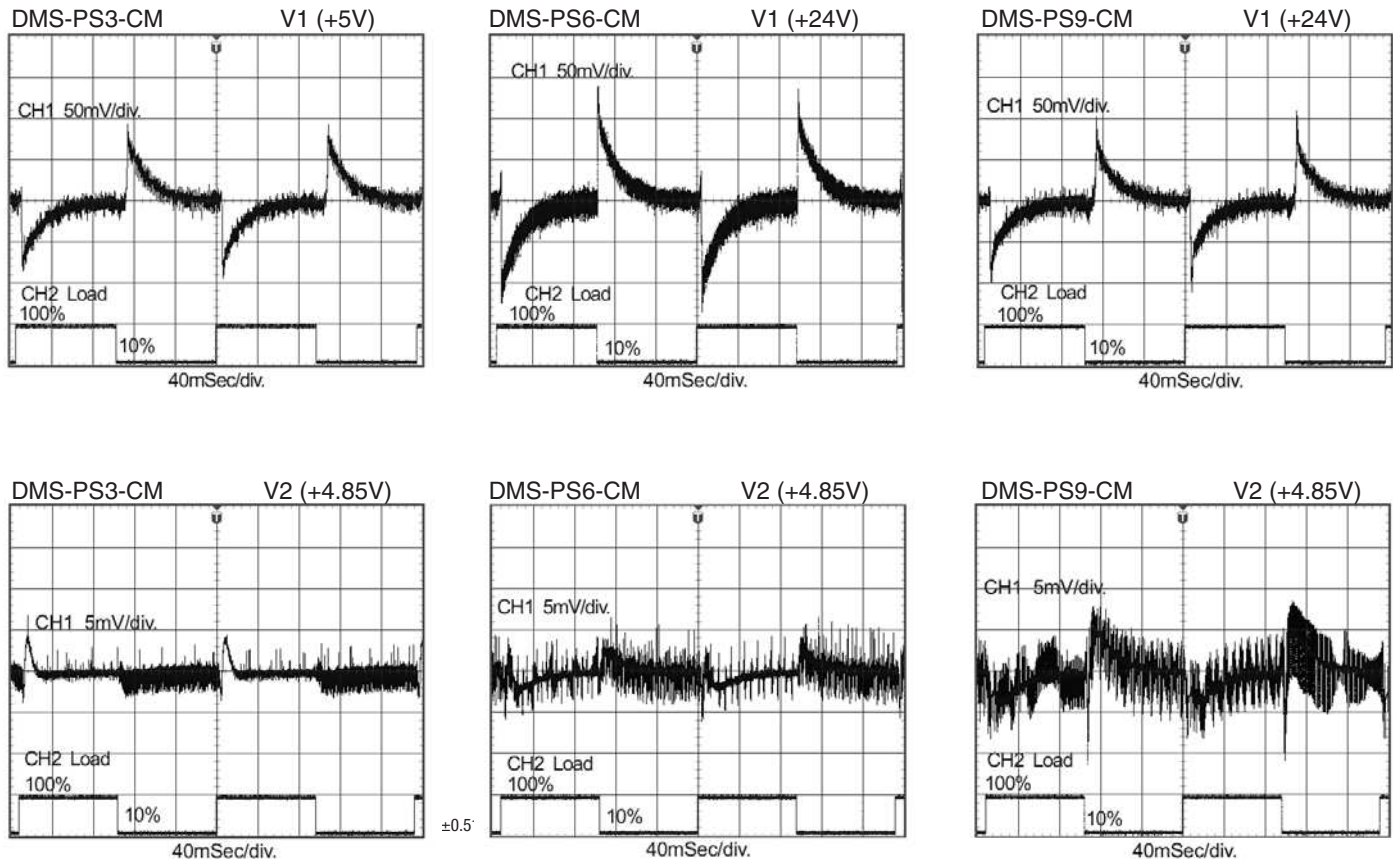 DMS-PS3-CM V1 (+5V)
CH1 50mV/div.
CH2 Load
100%
10%
40mSec/div.
DMS-PS6-CM V1 (+24V)
CH1 50mV/div.
CH2 Load
100%
10%
40mSec/div.
DMS-PS9-CM V1 (+24V)
CH1 50mV/div.
CH2 Load
100%
10%
40mSec/div.
DMS-PS3-CM V2 (+4.85V)
CH1 5mV/div.
CH2 Load
100%
10%
40mSec/div.
±0.5
DMS-PS6-CM V2 (+4.85V)
CH1 5mV/div.
CH2 Load
100%
10%
40mSec/div.
DMS-PS9-CM V2 (+4.85V)
CH1 5mV/div.
CH2 Load
100%
10%
40mSec/div.